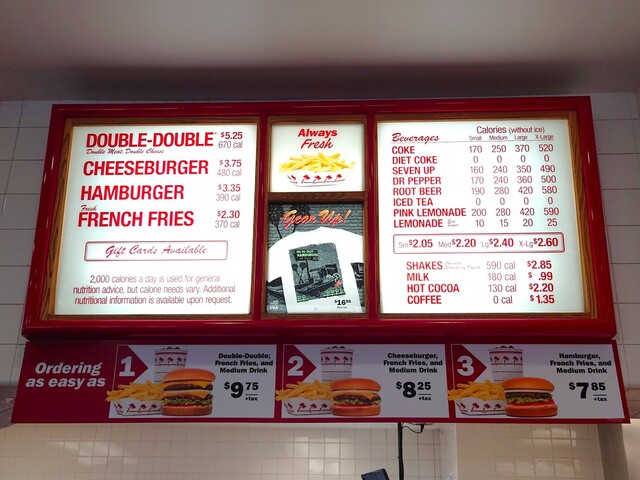 DOUBLE-DOUBLE $5.25
Double Meat, Double Cheese 670 cal
CHEESEBURGER $3.75
480 cal
HAMBURGER $3.35
390 cal
Fresh
FRENCH FRIES $2.30
370 cal
Gift Cards Available
2,000 calories a day is used for general
nutrition advice, but calorie needs vary. Additional
nutritional information is available upon request.
Always
Fresh
Gear Up!
$16.00
Beverages Calories (without ice)
Small Medium Large X-Large
COKE 170 250 370 520
DIET COKE 0 0 0 0
SEVEN UP 160 240 350 490
DR PEPPER 170 240 360 500
ROOT BEER 190 280 420 580
ICED TEA 0 0 0 0
PINK LEMONADE 200 280 420 590
LEMONADE 10 15 20 25
Sm $2.05 Med $2.20 Lg $2.40 X-Lg $2.60
SHAKES 590 cal $2.85
MILK 180 cal $ .99
HOT COCOA 130 cal $2.20
COFFEE 0 cal $1.35
Ordering
as easy as
1
Double-Double,
French Fries, and
Medium Drink
$9.75
+tax
2
Cheeseburger,
French Fries, and
Medium Drink
$8.25
+tax
3
Hamburger,
French Fries, and
Medium Drink
$7.85
+tax